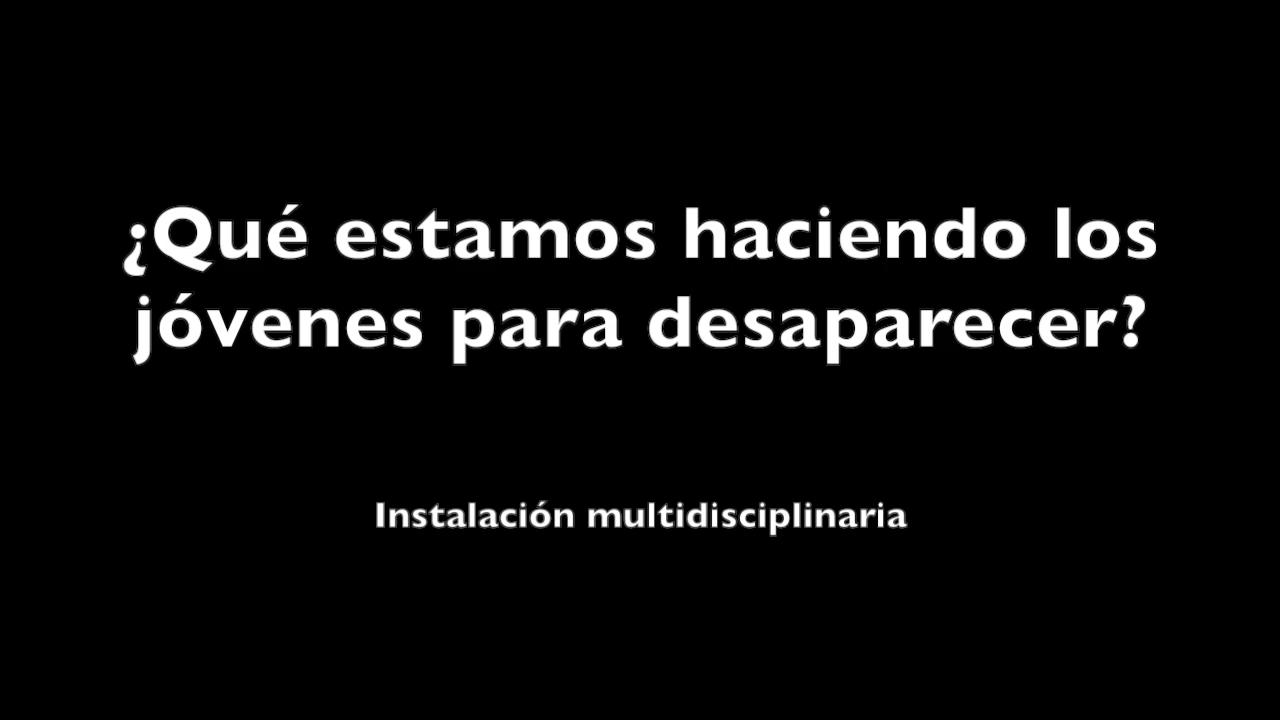 ¿Qué estamos haciendo los
jóvenes para desaparecer?
Instalación multidisciplinaria